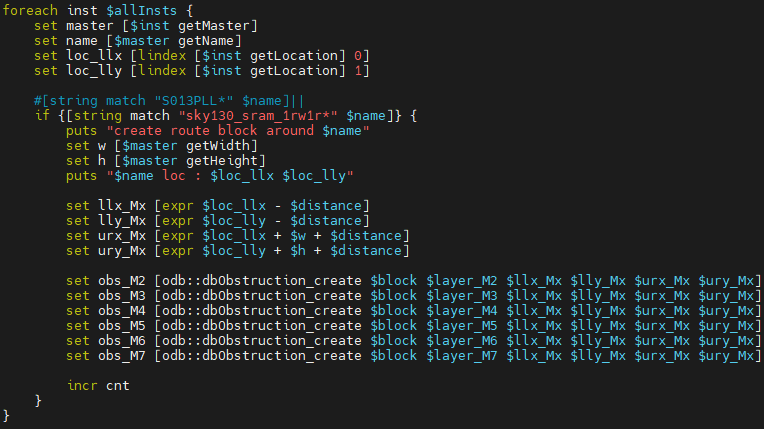 foreach inst $allInsts {
    set master [$inst getMaster]
    set name [$master getName]
    set loc_llx [lindex [$inst getLocation] 0]
    set loc_lly [lindex [$inst getLocation] 1]

    #[string match "S013PLL*" $name]||
    if {[string match "sky130_sram_1rw1r*" $name]} {
        puts "create route block around $name"
        set w [$master getWidth]
        set h [$master getHeight]
        puts "$name loc : $loc_llx $loc_lly"

        set llx_Mx [expr $loc_llx - $distance]
        set lly_Mx [expr $loc_lly - $distance]
        set urx_Mx [expr $loc_llx + $w + $distance]
        set ury_Mx [expr $loc_lly + $h + $distance]

        set obs_M2 [odb::dbObstruction_create $block $layer_M2 $llx_Mx $lly_Mx $urx_Mx $ury_Mx]
        set obs_M3 [odb::dbObstruction_create $block $layer_M3 $llx_Mx $lly_Mx $urx_Mx $ury_Mx]
        set obs_M4 [odb::dbObstruction_create $block $layer_M4 $llx_Mx $lly_Mx $urx_Mx $ury_Mx]
        set obs_M5 [odb::dbObstruction_create $block $layer_M5 $llx_Mx $lly_Mx $urx_Mx $ury_Mx]
        set obs_M6 [odb::dbObstruction_create $block $layer_M6 $llx_Mx $lly_Mx $urx_Mx $ury_Mx]
        set obs_M7 [odb::dbObstruction_create $block $layer_M7 $llx_Mx $lly_Mx $urx_Mx $ury_Mx]

        incr cnt
    }
}